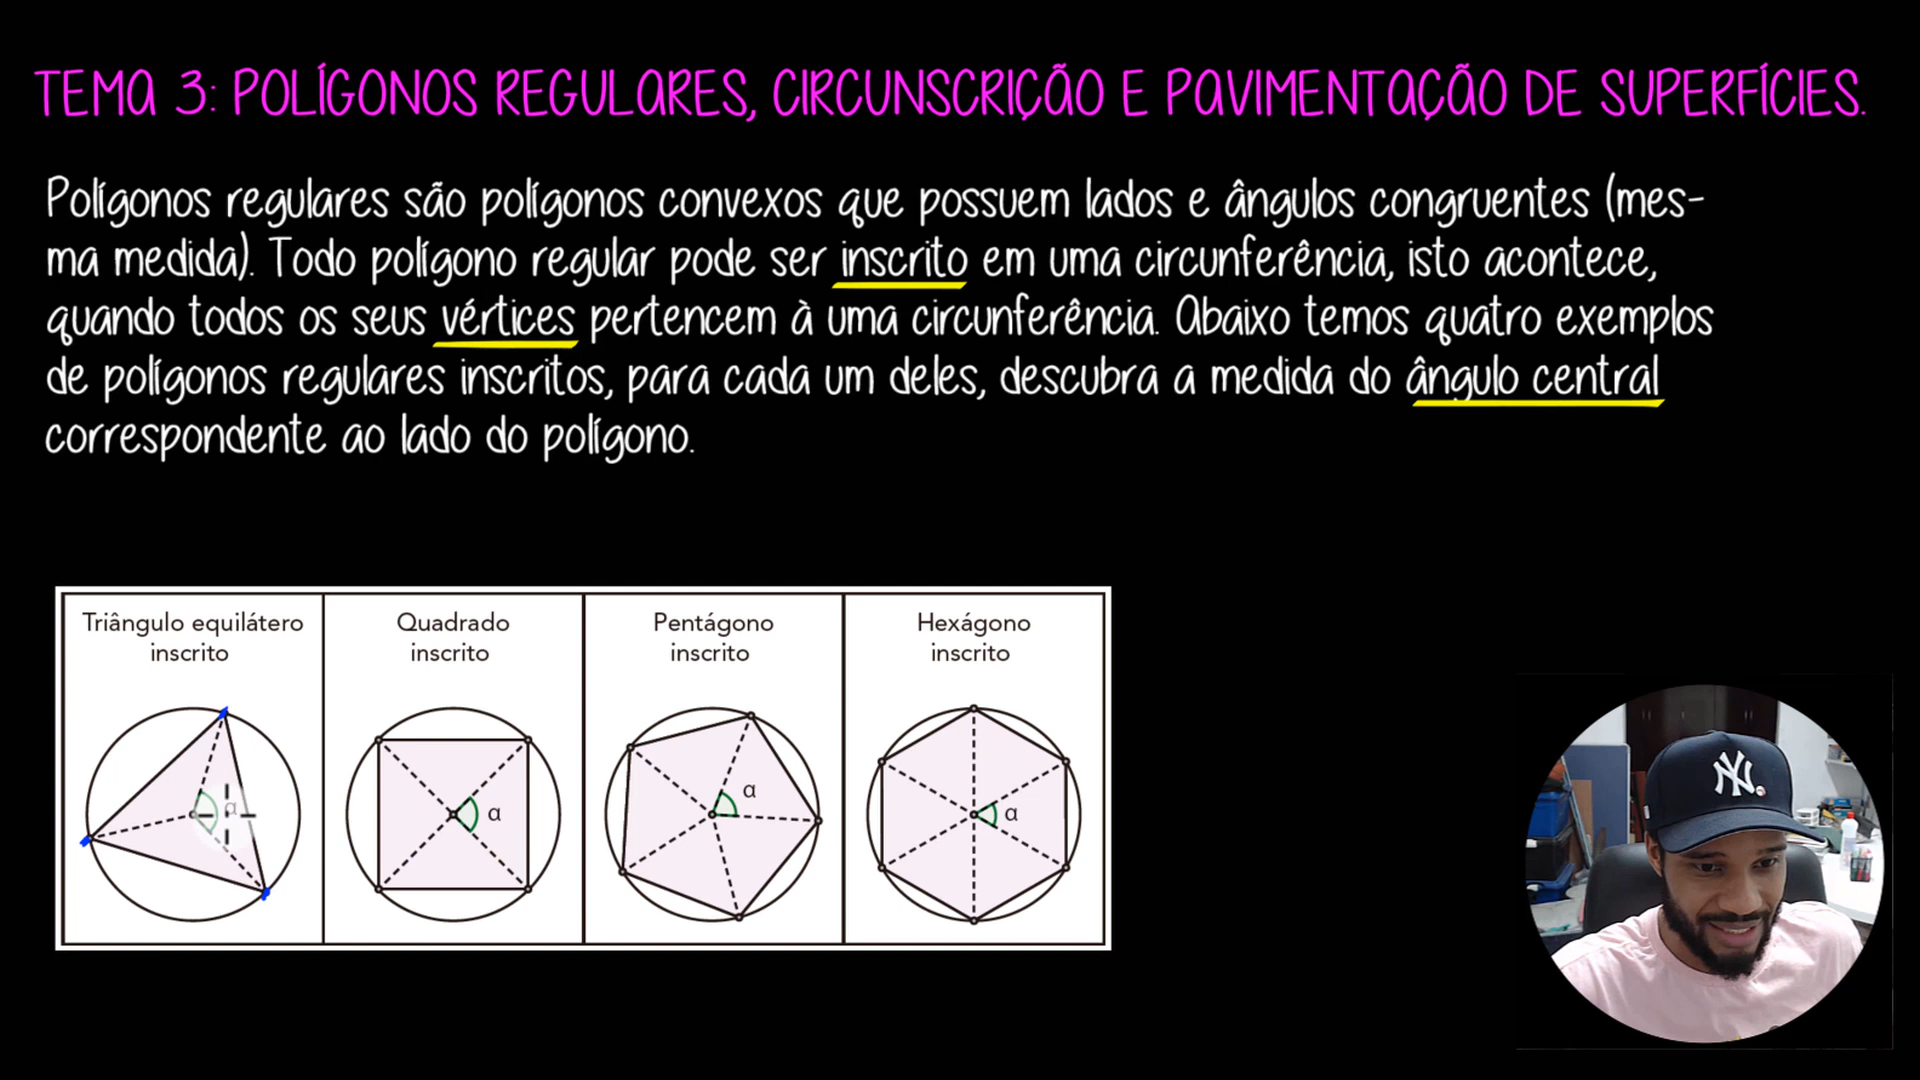 TEMA 3: POLÍGONOS REGULARES, CIRCUNSCRIÇÃO E PAVIMENTAÇÃO DE SUPERFÍCIES.
Polígonos regulares são polígonos convexos que possuem lados e ângulos congruentes (mes-
ma medida). Todo polígono regular pode ser inscrito em uma circunferência, isto acontece,
quando todos os seus vértices pertencem à uma circunferência. Abaixo temos quatro exemplos
de polígonos regulares inscritos, para cada um deles, descubra a medida do ângulo central
correspondente ao lado do polígono.
Triângulo equilátero
inscrito
α
Quadrado
inscrito
α
Pentágono
inscrito
α
Hexágono
inscrito
α
NY